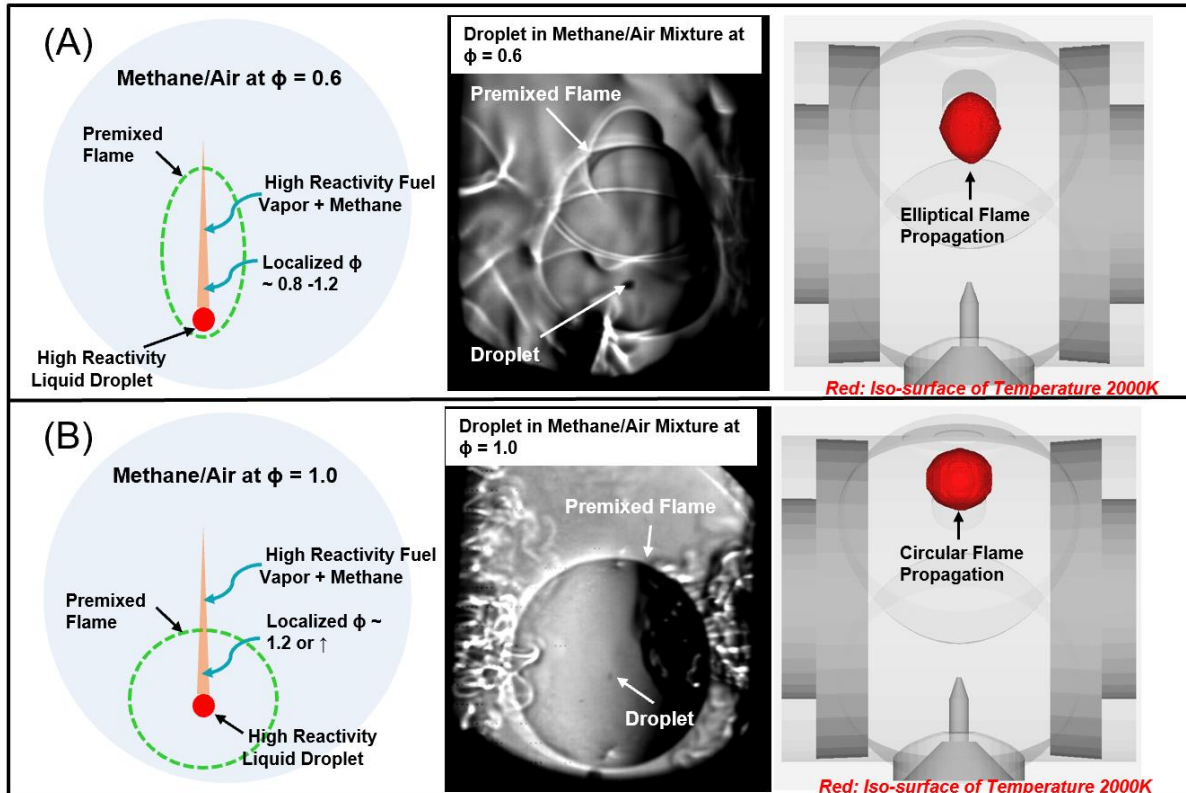 (A)
Methane/Air at ϕ = 0.6
Premixed
Flame
High Reactivity Fuel
Vapor + Methane
Localized ϕ
~ 0.8 -1.2
High Reactivity
Liquid Droplet
Droplet in Methane/Air Mixture at
ϕ = 0.6
Premixed Flame
Droplet
Elliptical Flame
Propagation
Red: Iso-surface of Temperature 2000K
(B)
Methane/Air at ϕ = 1.0
High Reactivity Fuel
Vapor + Methane
Premixed
Flame
Localized ϕ ~
1.2 or ↑
High Reactivity
Liquid Droplet
Droplet in Methane/Air Mixture at
ϕ = 1.0
Premixed Flame
Droplet
Circular Flame
Propagation
Red: Iso-surface of Temperature 2000K